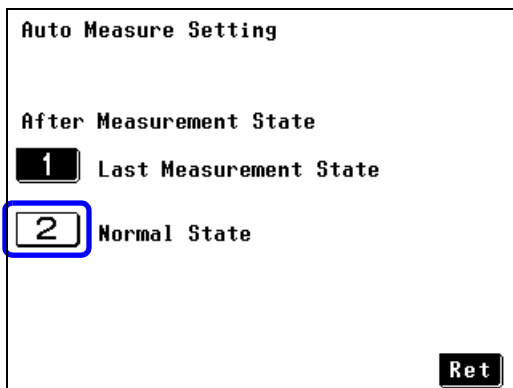 Auto Measure Setting
After Measurement State
1 Last Measurement State
2 Normal State
Ret